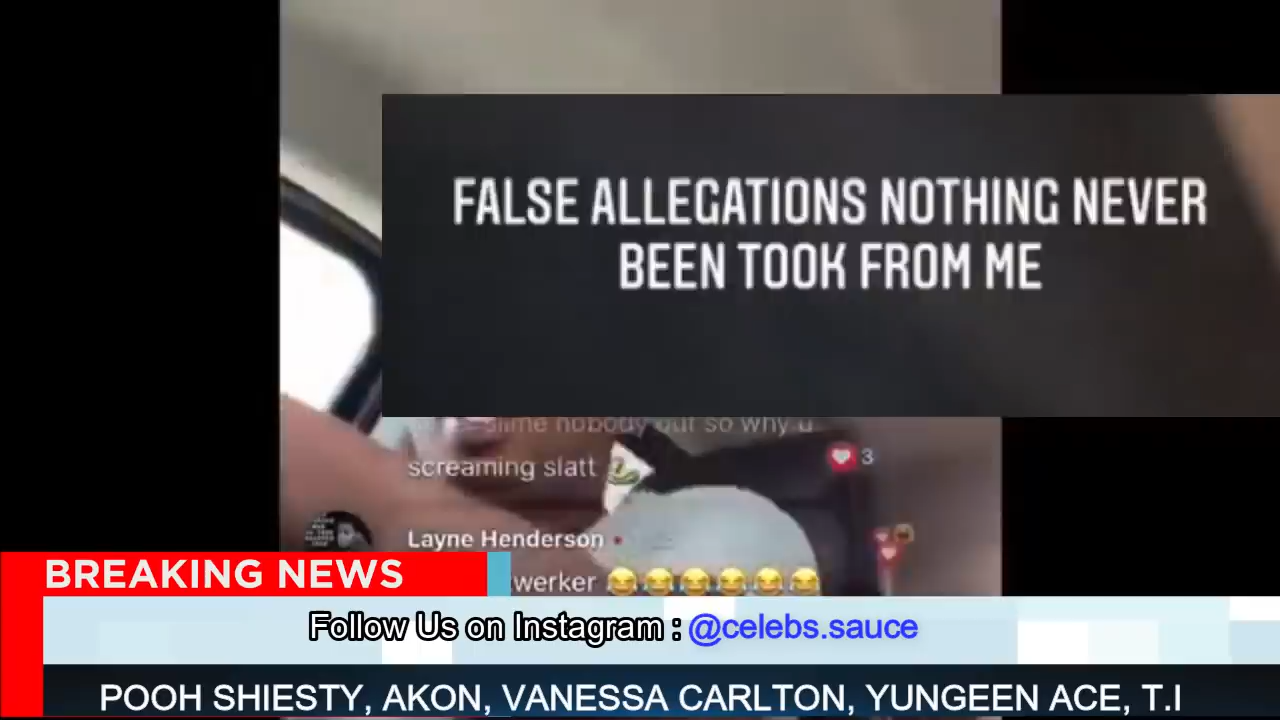 FALSE ALLEGATIONS NOTHING NEVER
BEEN TOOK FROM ME
slime nobody out so why u
screaming slatt
3
Layne Henderson
werker 😂😂😂😂😂😂
BREAKING NEWS
Follow Us on Instagram : @celebs.sauce
POOH SHIESTY, AKON, VANESSA CARLTON, YUNGEEN ACE, T.I